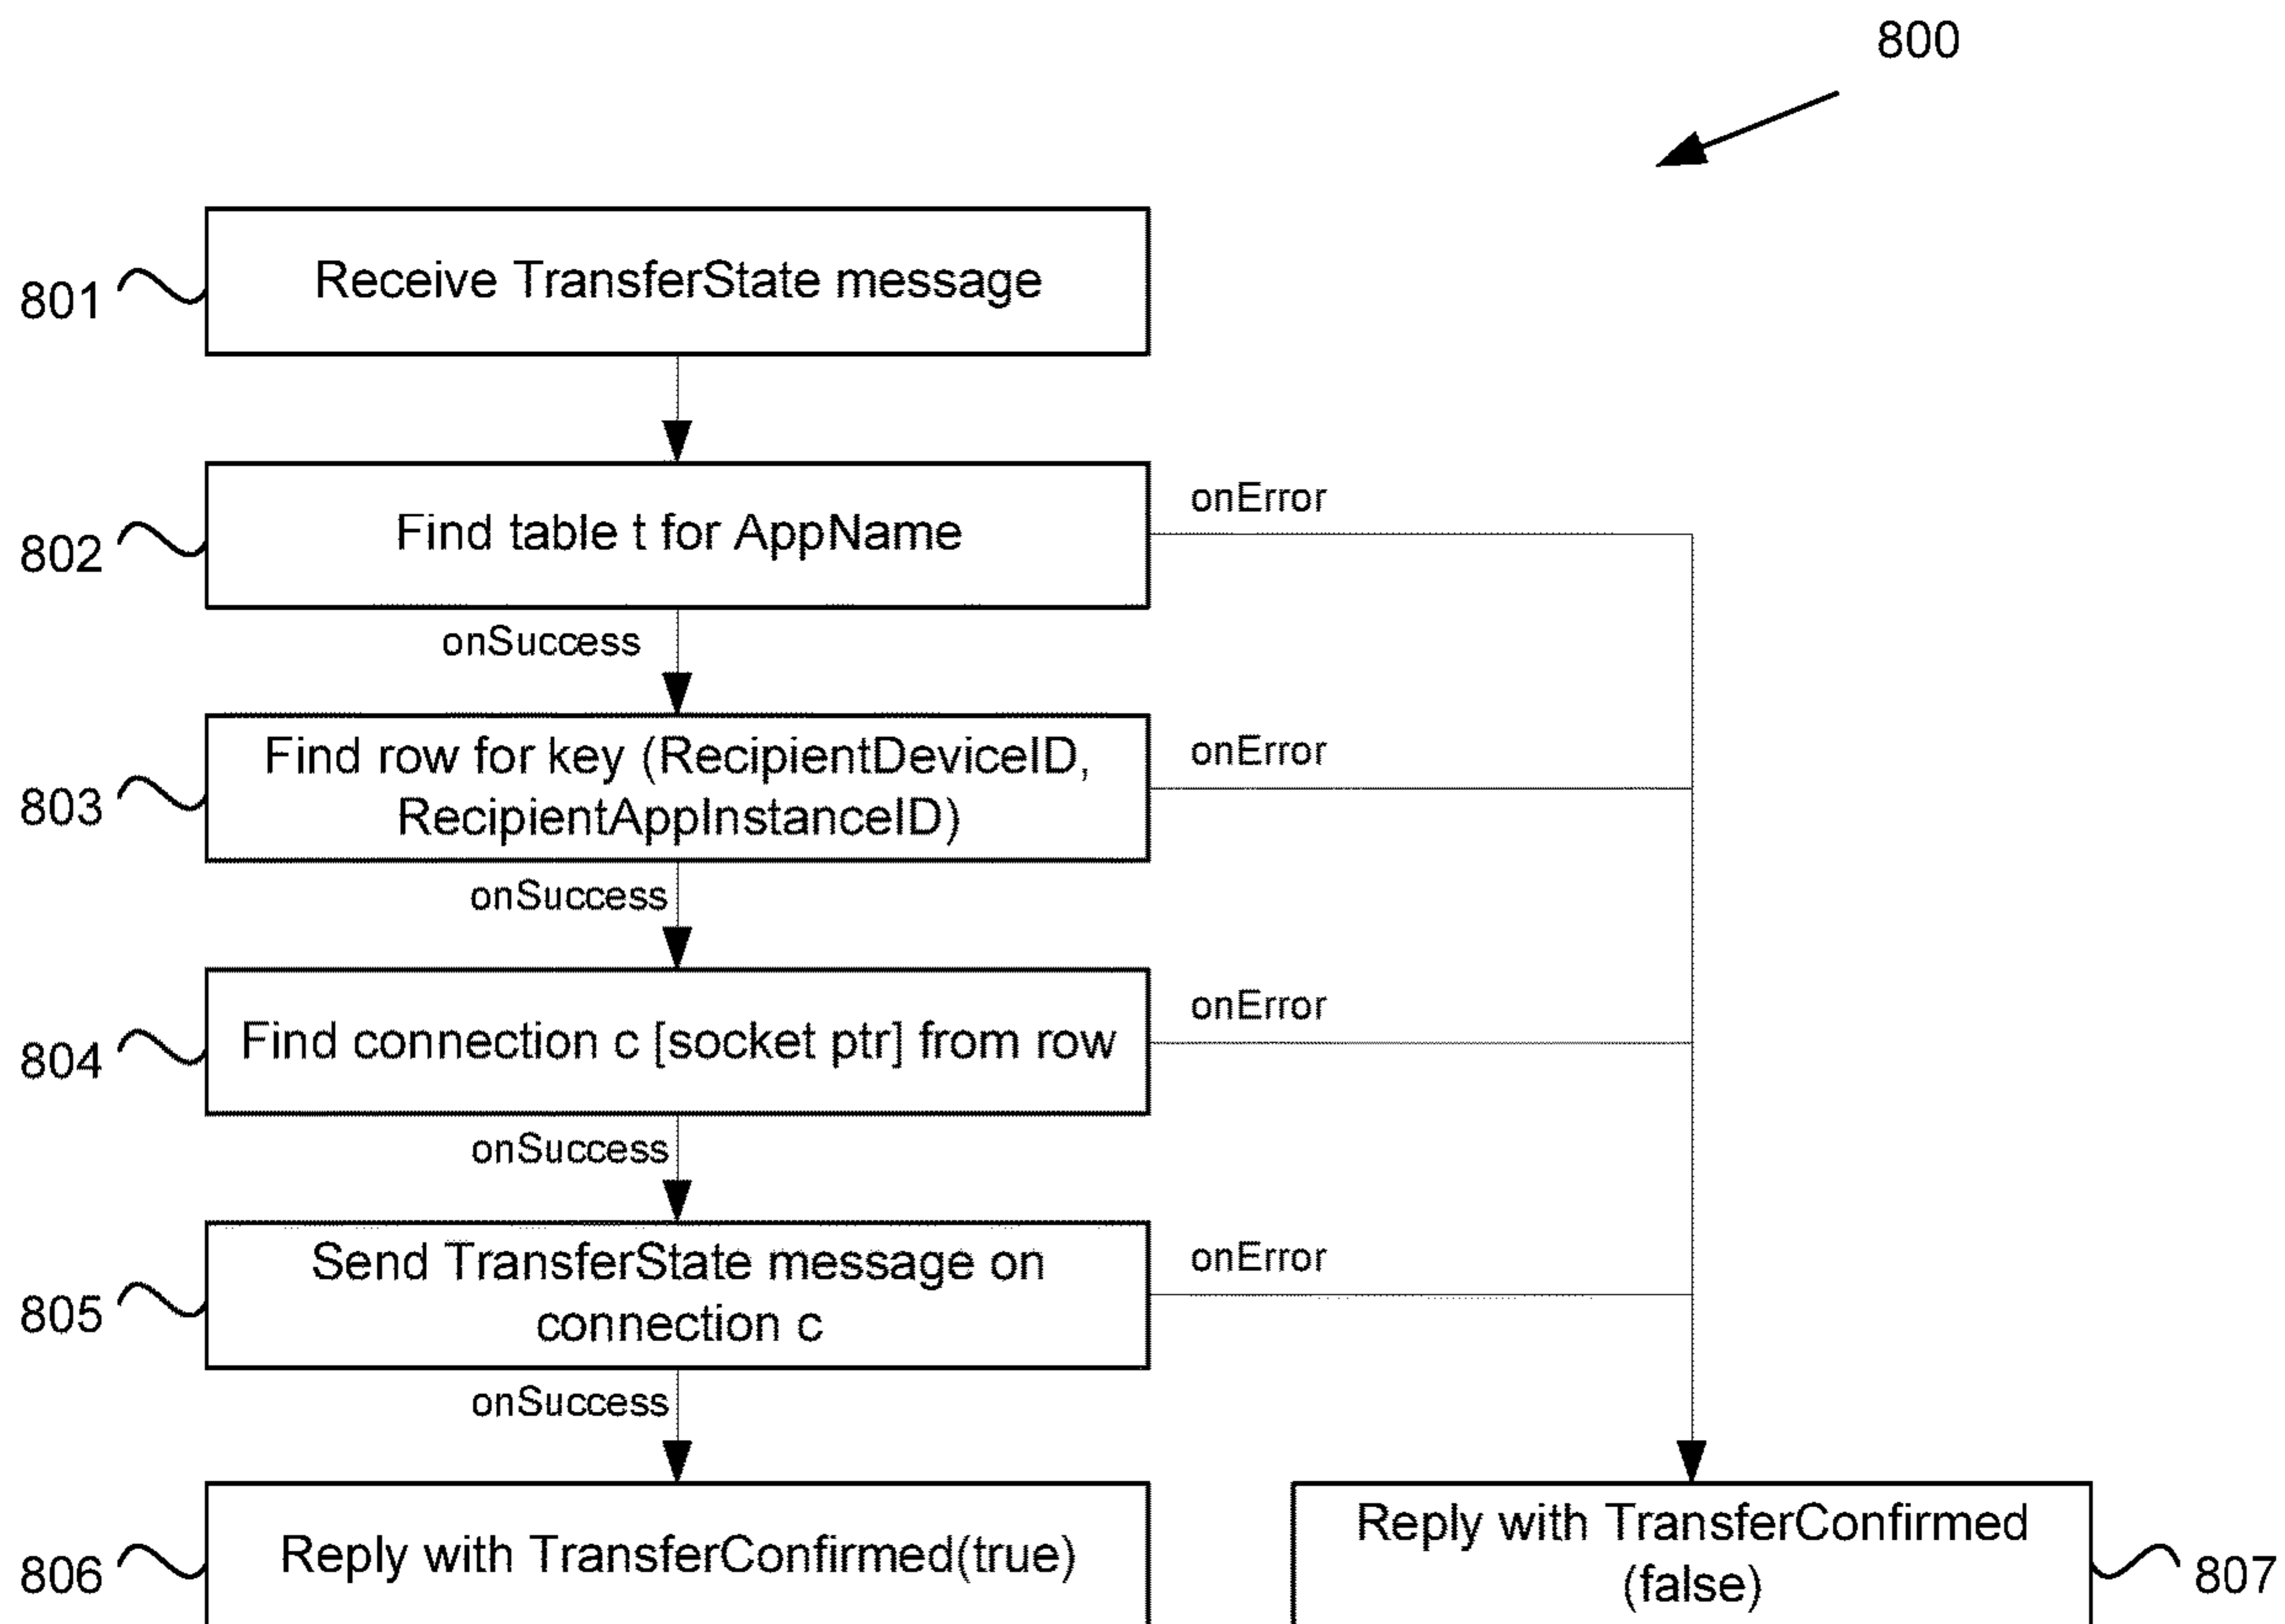 800
801
Receive TransferState message
802
Find table t for AppName
onError
onSuccess
803
Find row for key (RecipientDeviceID,
RecipientAppInstanceID)
onError
onSuccess
804
Find connection c [socket ptr] from row
onError
onSuccess
805
Send TransferState message on
connection c
onError
onSuccess
806
Reply with TransferConfirmed(true)
Reply with TransferConfirmed
(false)
807